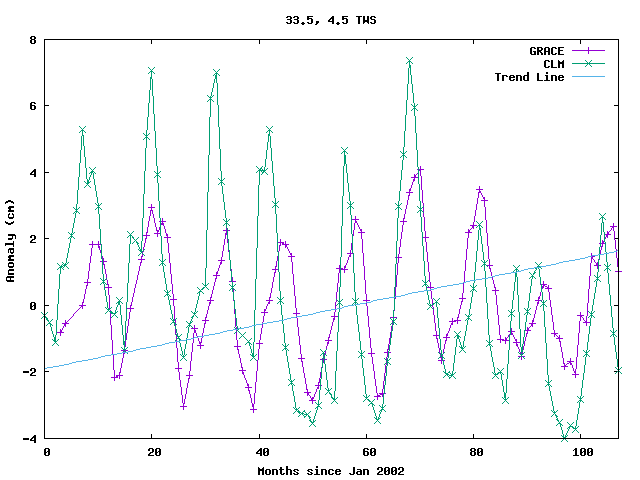 33.5, 4.5 TWS
GRACE
CLM
Trend Line
8
6
4
2
0
-2
-4
Anomaly (cm)
0 20 40 60 80 100
Months since Jan 2002